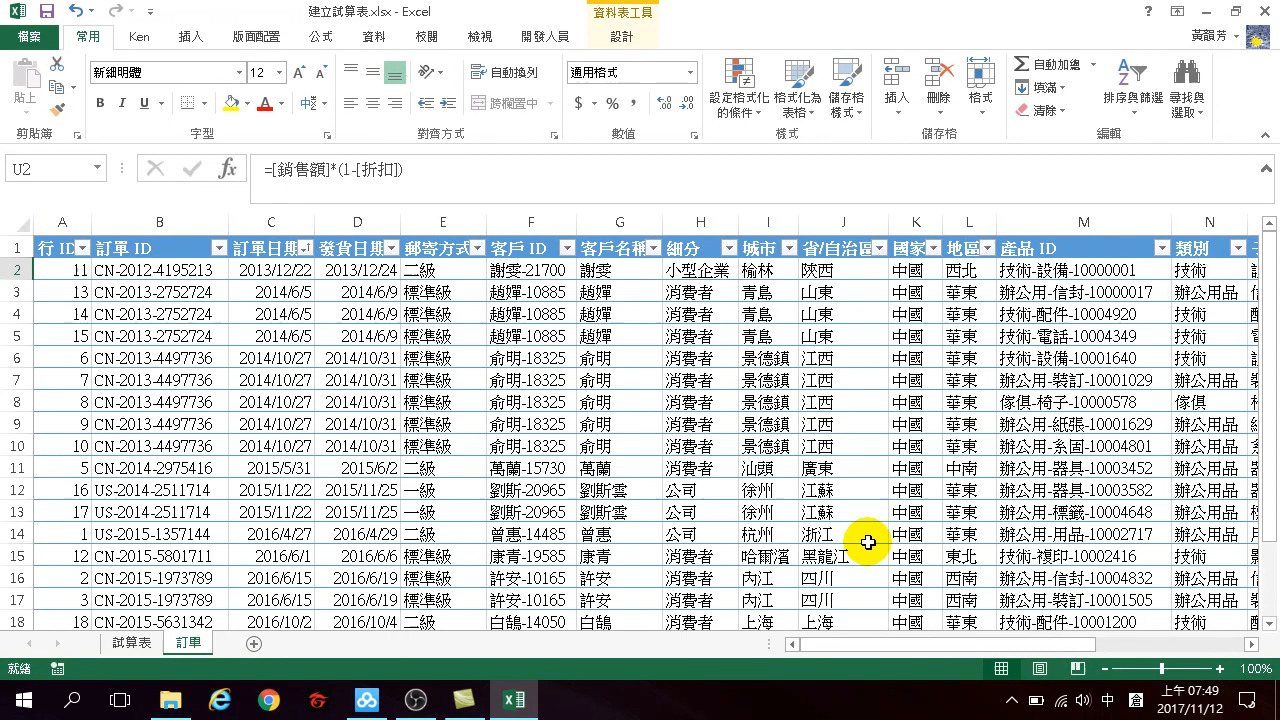 建立試算表.xlsx - Excel
資料表工具
檔案 常用 Ken 插入 版面配置 公式 資料 校閱 檢視 開發人員 設計 黃韻芳
貼上 新細明體 12 自動換列 通用格式 設定格式化的條件 格式化為表格 儲存格樣式 插入 刪除 格式 自動加總 填滿 清除 排序與篩選 尋找與選取
B I U A 中 跨欄置中 $ % ,
剪貼簿 字型 對齊方式 數值 樣式 儲存格 編輯
U2 fx =[銷售額]*(1-[折扣])
A B C D E F G H I J K L M N
1 行 ID 訂單 ID 訂單日期 發貨日期 郵寄方式 客戶 ID 客戶名稱 細分 城市 省/自治區 國家 地區 產品 ID 類別
2 11 CN-2012-4195213 2013/12/22 2013/12/24 二級 謝雯-21700 謝雯 小型企業 榆林 陝西 中國 西北 技術-設備-10000001 技術
3 13 CN-2013-2752724 2014/6/5 2014/6/9 標準級 趙嬋-10885 趙嬋 消費者 青島 山東 中國 華東 辦公用-信封-10000017 辦公用品
4 14 CN-2013-2752724 2014/6/5 2014/6/9 標準級 趙嬋-10885 趙嬋 消費者 青島 山東 中國 華東 技術-配件-10004920 技術
5 15 CN-2013-2752724 2014/6/5 2014/6/9 標準級 趙嬋-10885 趙嬋 消費者 青島 山東 中國 華東 技術-電話-10004349 技術
6 6 CN-2013-4497736 2014/10/27 2014/10/31 標準級 俞明-18325 俞明 消費者 景德鎮 江西 中國 華東 技術-設備-10001640 技術
7 7 CN-2013-4497736 2014/10/27 2014/10/31 標準級 俞明-18325 俞明 消費者 景德鎮 江西 中國 華東 辦公用-裝訂-10001029 辦公用品
8 8 CN-2013-4497736 2014/10/27 2014/10/31 標準級 俞明-18325 俞明 消費者 景德鎮 江西 中國 華東 傢俱-椅子-10000578 傢俱
9 9 CN-2013-4497736 2014/10/27 2014/10/31 標準級 俞明-18325 俞明 消費者 景德鎮 江西 中國 華東 辦公用-紙張-10001629 辦公用品
10 10 CN-2013-4497736 2014/10/27 2014/10/31 標準級 俞明-18325 俞明 消費者 景德鎮 江西 中國 華東 辦公用-系固-10004801 辦公用品
11 5 CN-2014-2975416 2015/5/31 2015/6/2 二級 萬蘭-15730 萬蘭 消費者 汕頭 廣東 中國 中南 辦公用-器具-10003452 辦公用品
12 16 US-2014-2511714 2015/11/22 2015/11/25 一級 劉斯-20965 劉斯雲 公司 徐州 江蘇 中國 華東 辦公用-器具-10003582 辦公用品
13 17 US-2014-2511714 2015/11/22 2015/11/25 一級 劉斯-20965 劉斯雲 公司 徐州 江蘇 中國 華東 辦公用-標籤-10004648 辦公用品
14 1 US-2015-1357144 2016/4/27 2016/4/29 二級 曾惠-14485 曾惠 公司 杭州 浙江 中國 華東 辦公用-用品-10002717 辦公用品
15 12 CN-2015-5801711 2016/6/1 2016/6/6 標準級 康青-19585 康青 消費者 哈爾濱 黑龍江 中國 東北 技術-複印-10002416 技術
16 2 CN-2015-1973789 2016/6/15 2016/6/19 標準級 許安-10165 許安 消費者 內江 四川 中國 西南 辦公用-信封-10004832 辦公用品
17 3 CN-2015-1973789 2016/6/15 2016/6/19 標準級 許安-10165 許安 消費者 內江 四川 中國 西南 辦公用-裝訂-10001505 辦公用品
18 18 CN-2015-5631342 2016/10/2 2016/10/4 二級 白鵠-14050 白鵠 消費者 上海 上海 中國 華東 技術-配件-10001200 技術
試算表 訂單
就緒 100%
中 上午 07:49
2017/11/12